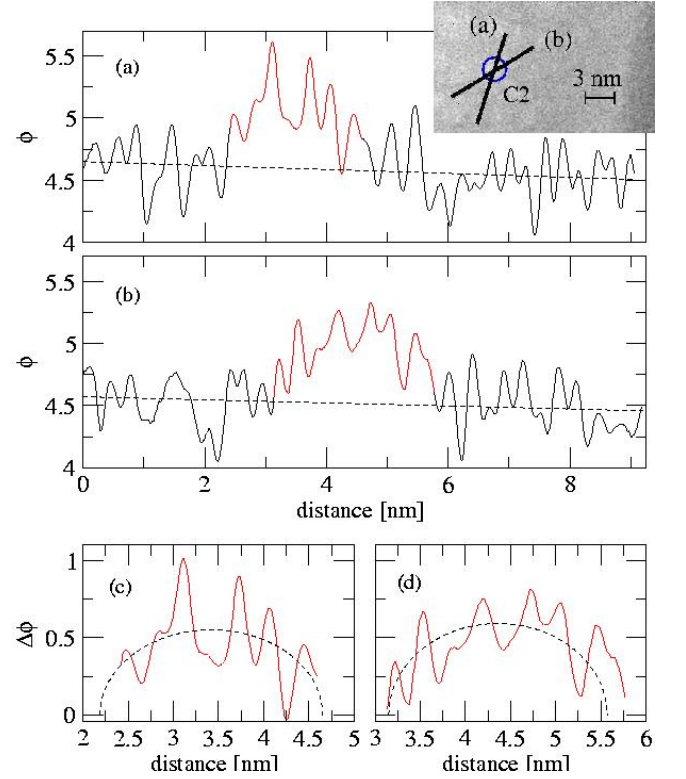 (a)
(b)
C2
3 nm
5.5
(a)
ϕ
5
4.5
4
5.5
(b)
ϕ
5
4.5
4
0 2 4 6 8
distance [nm]
1
(c)
(d)
Δϕ
0.5
0
2 2.5 3 3.5 4 4.5 5
3 3.5 4 4.5 5 5.5 6
distance [nm]
distance [nm]